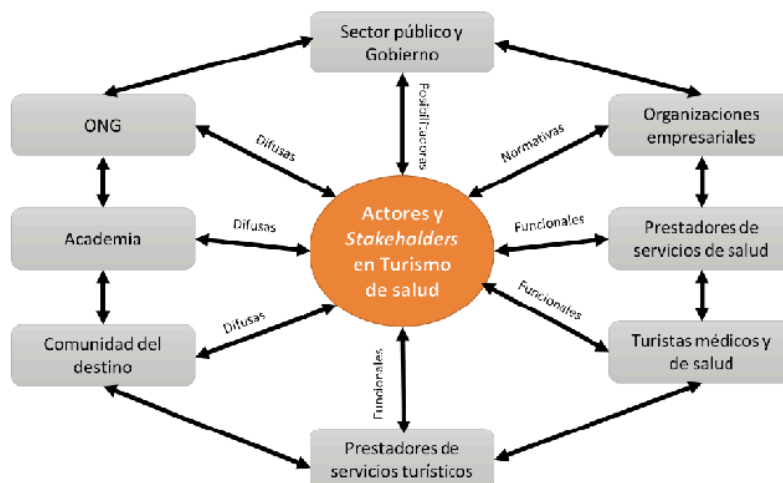 Sector público y
Gobierno
ONG
Difusas
Posibilitadoras
Normativas
Organizaciones
empresariales
Academia
Difusas
Actores y
Stakeholders
en Turismo
de salud
Funcionales
Prestadores de
servicios de salud
Comunidad del
destino
Difusas
Funcionales
Funcionales
Turistas médicos y
de salud
Prestadores de
servicios turísticos